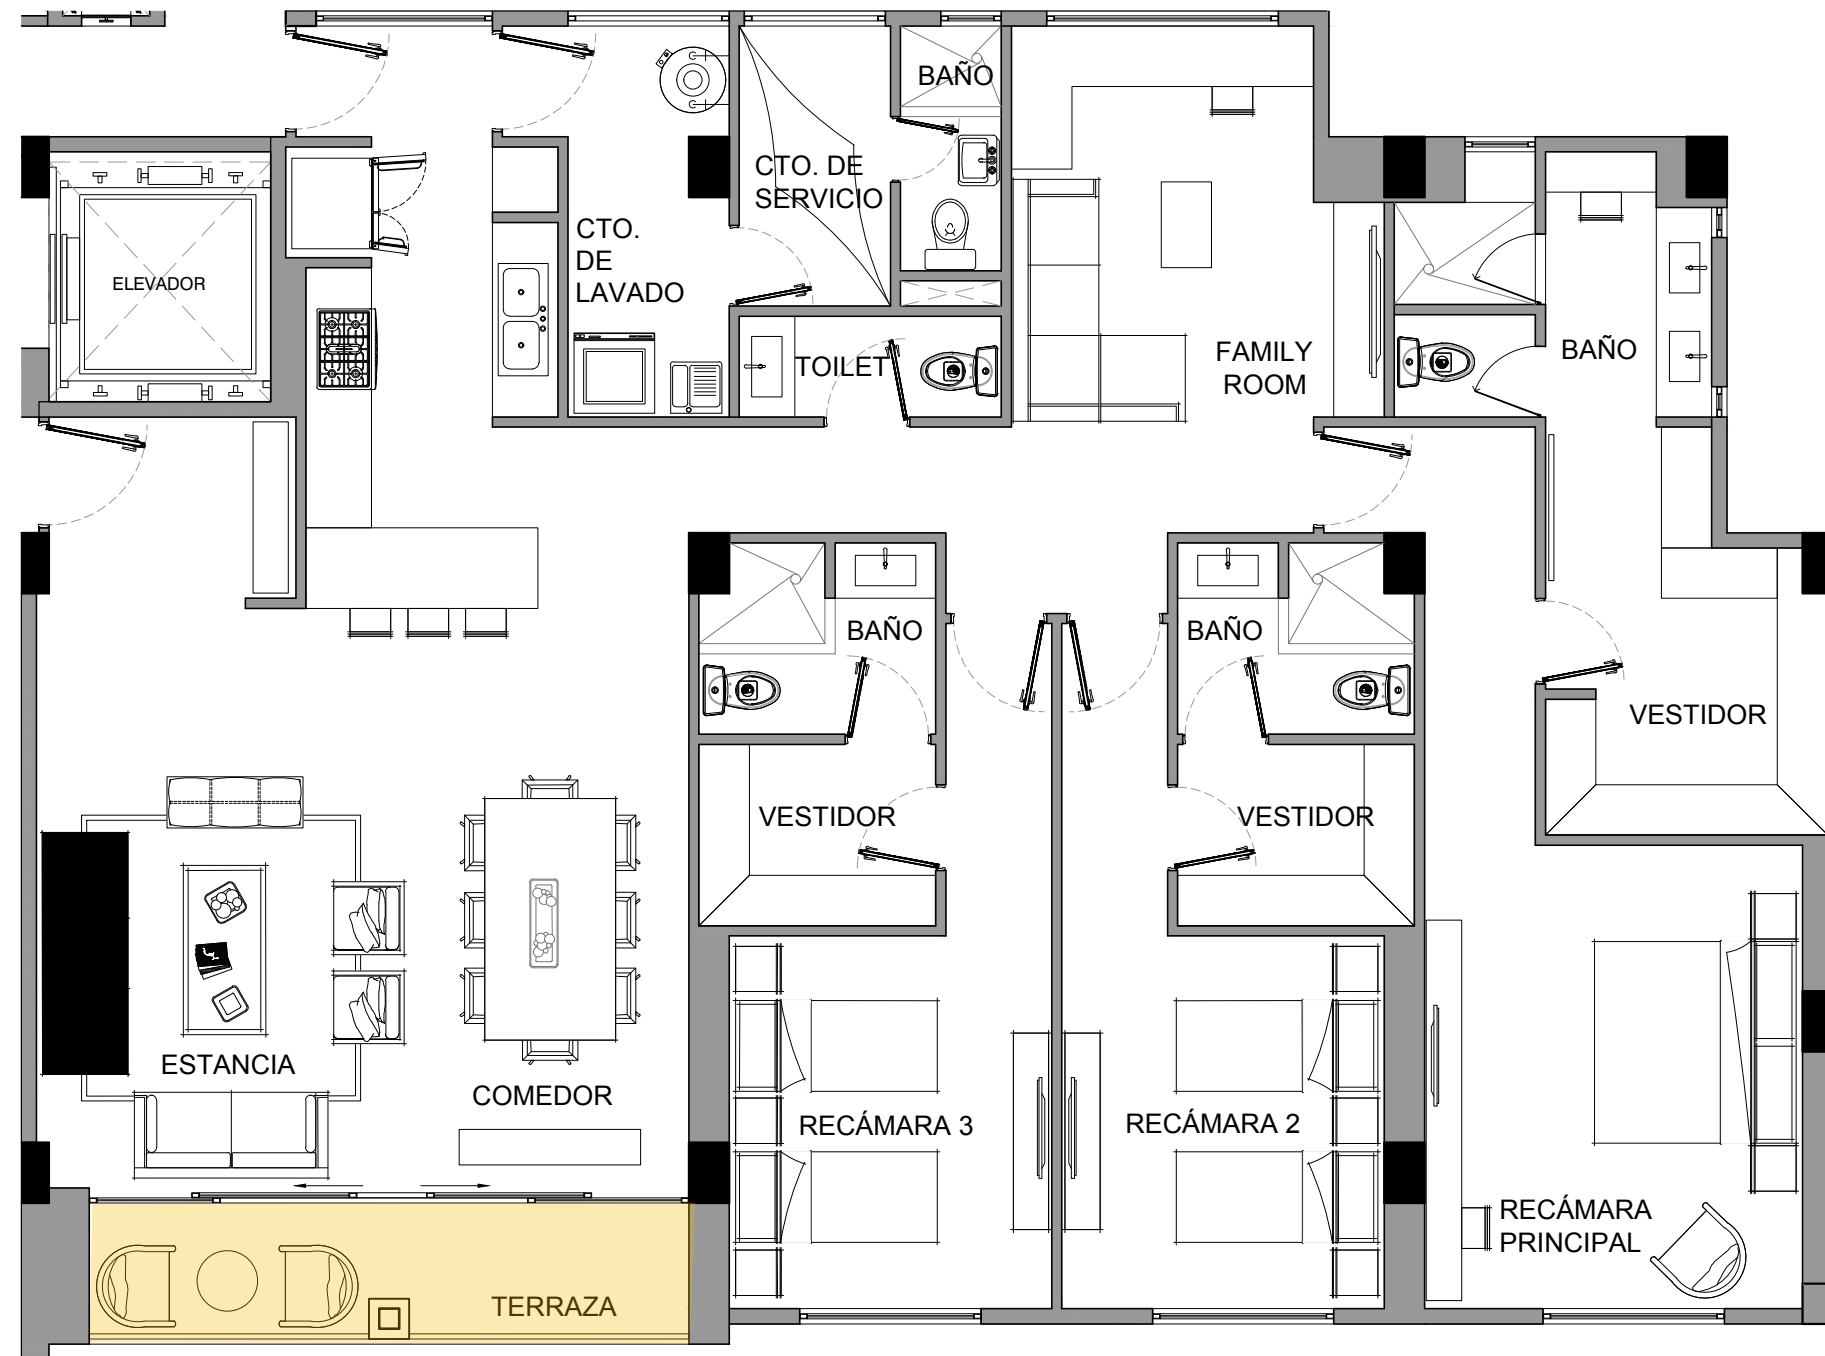 BAÑO
CTO. DE
SERVICIO
CTO.
DE
LAVADO
ELEVADOR
TOILET
FAMILY
ROOM
BAÑO
BAÑO
BAÑO
VESTIDOR
VESTIDOR
VESTIDOR
ESTANCIA
COMEDOR
RECÁMARA 3
RECÁMARA 2
RECÁMARA
PRINCIPAL
TERRAZA